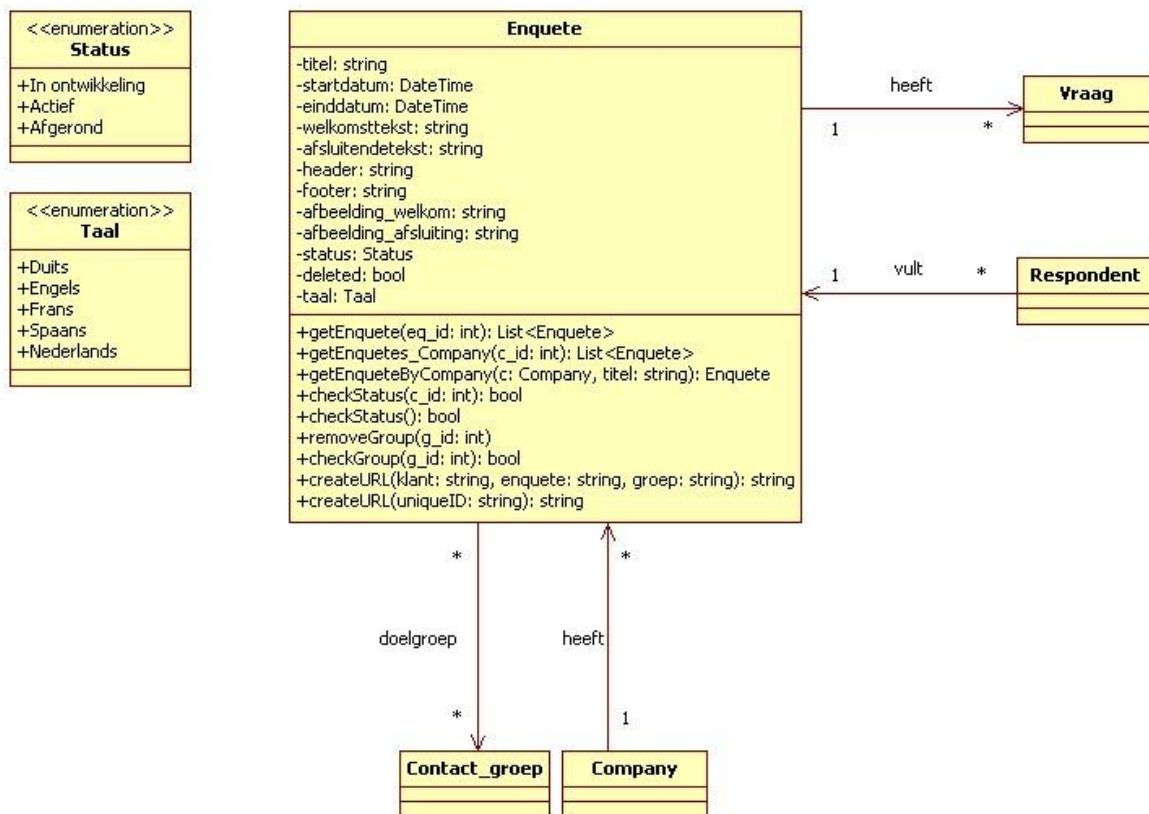 <<enumeration>>
Status
+In ontwikkeling
+Actief
+Afgerond
<<enumeration>>
Taal
+Duits
+Engels
+Frans
+Spaans
+Nederlands
Enquete
-titel: string
-startdatum: DateTime
-einddatum: DateTime
-welkomsttekst: string
-afsluitendetekst: string
-header: string
-footer: string
-afbeelding_welkom: string
-afbeelding_afsluiting: string
-status: Status
-deleted: bool
-taal: Taal
+getEnquete(eq_id: int): List<Enquete>
+getEnquetes_Company(c_id: int): List<Enquete>
+getEnqueteByCompany(c: Company, titel: string): Enquete
+checkStatus(c_id: int): bool
+checkStatus(): bool
+removeGroup(g_id: int)
+checkGroup(g_id: int): bool
+createURL(klant: string, enquete: string, groep: string): string
+createURL(uniqueID: string): string
heeft
1
*
Vraag
1
vult
*
Respondent
*
doelgroep
*
Contact_groep
*
heeft
1
Company